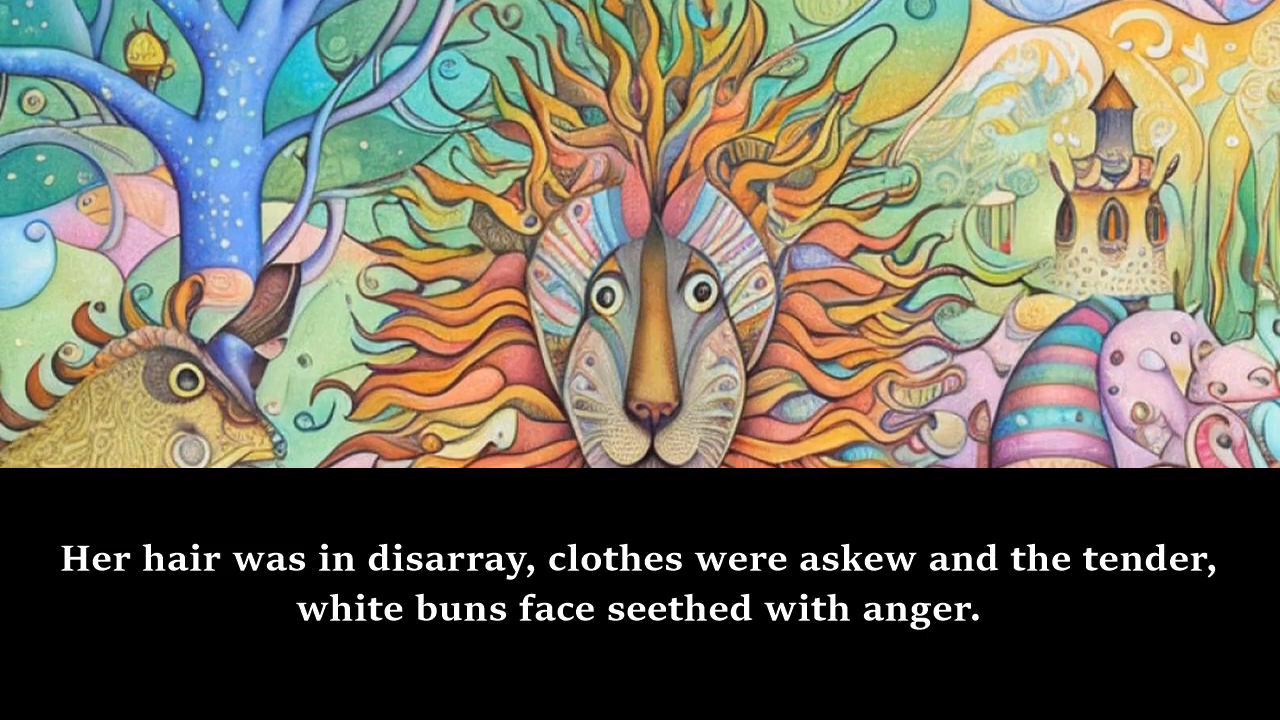 Her hair was in disarray, clothes were askew and the tender,
white buns face seethed with anger.